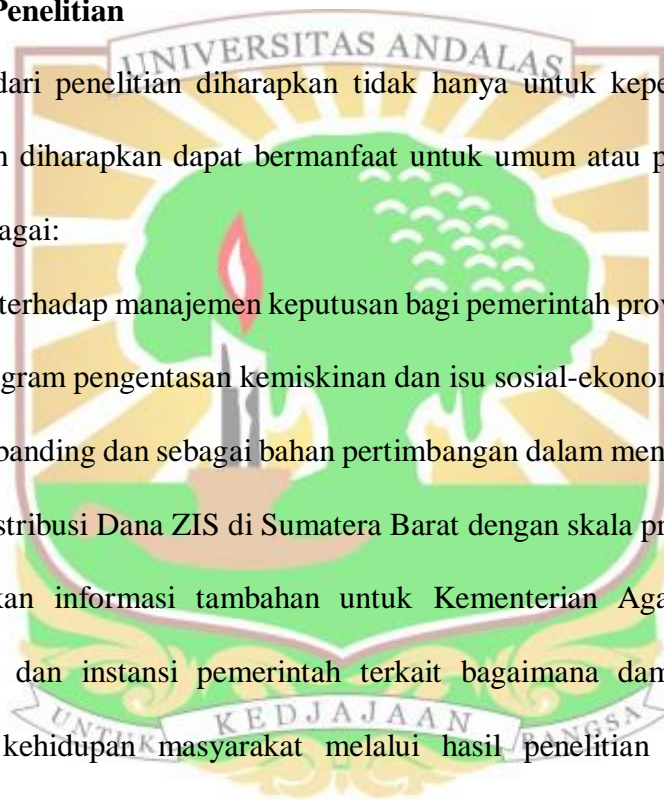 Penelitian
UNIVERSITAS ANDALAS
dari penelitian diharapkan tidak hanya untuk kepe
diharapkan dapat bermanfaat untuk umum atau p
agai:
terhadap manajemen keputusan bagi pemerintah prov
gram pengentasan kemiskinan dan isu sosial-ekonom
banding dan sebagai bahan pertimbangan dalam men
stribusi Dana ZIS di Sumatera Barat dengan skala pr
kan informasi tambahan untuk Kementerian Aga
dan instansi pemerintah terkait bagaimana dam
kehidupan masyarakat melalui hasil penelitian
UNTUK KEDJAJAAN BANGSA